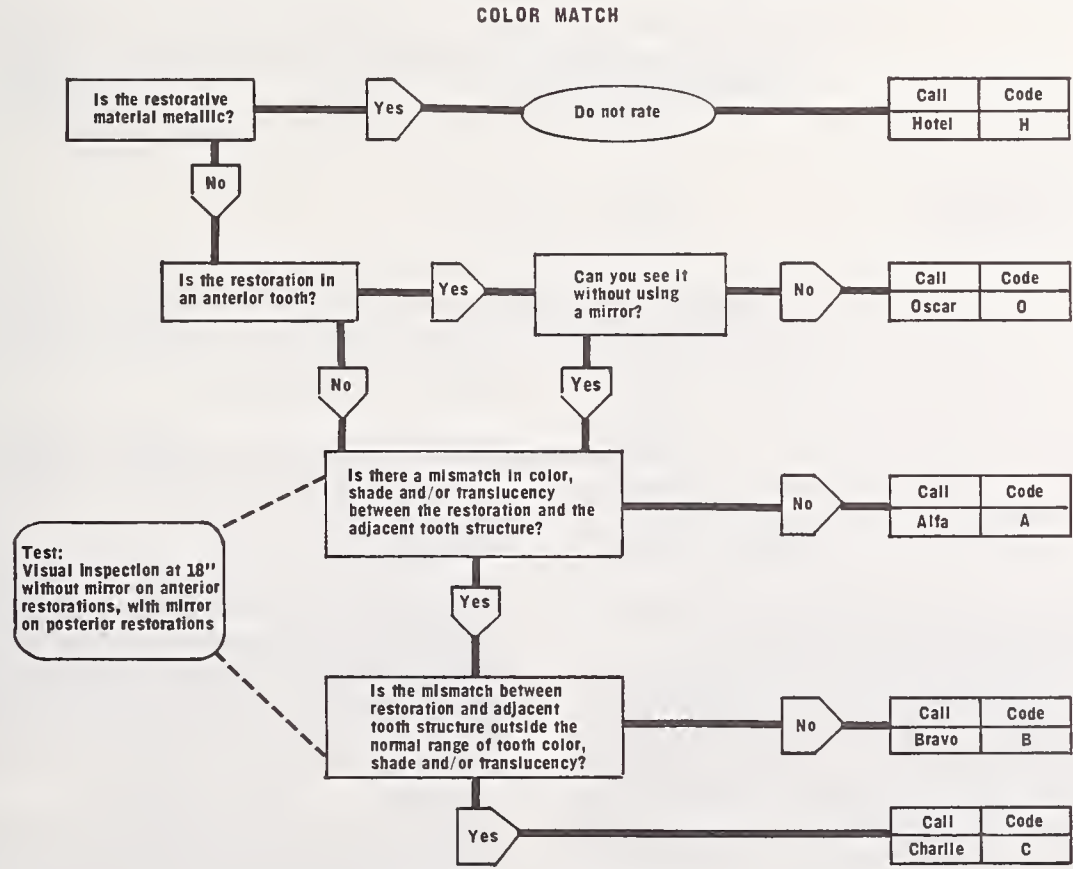 COLOR MATCH
Is the restorative
material metallic?
Yes
Do not rate
Call Code
Hotel H
No
Is the restoration in
an anterior tooth?
Yes
Can you see it
without using
a mirror?
No
Call Code
Oscar O
No
Yes
Is there a mismatch in color,
shade and/or translucency
between the restoration and the
adjacent tooth structure?
No
Call Code
Alfa A
Test:
Visual inspection at 18"
without mirror on anterior
restorations, with mirror
on posterior restorations
Yes
Is the mismatch between
restoration and adjacent
tooth structure outside the
normal range of tooth color,
shade and/or translucency?
No
Call Code
Bravo B
Yes
Call Code
Charlie C